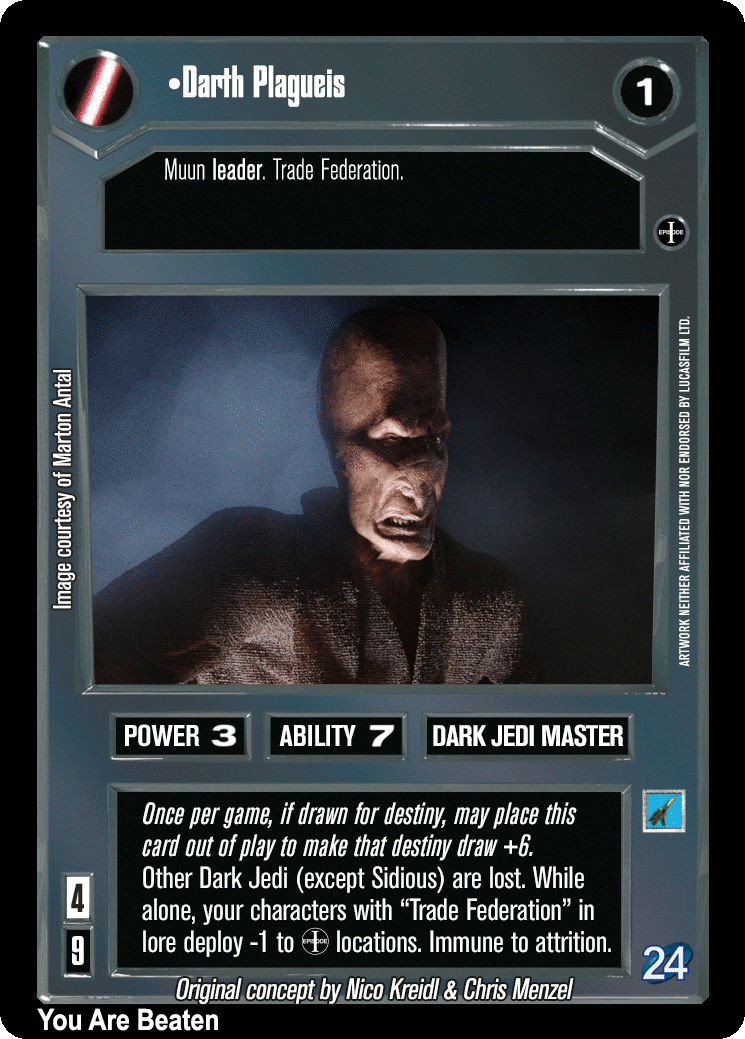 •Darth Plagueis
1
Muun leader. Trade Federation.
EPISODE I
Image courtesy of Marton Antal
ARTWORK NEITHER AFFILIATED WITH NOR ENDORSED BY LUCASFILM LTD.
POWER 3
ABILITY 7
DARK JEDI MASTER
Once per game, if drawn for destiny, may place this
card out of play to make that destiny draw +6.
Other Dark Jedi (except Sidious) are lost. While
alone, your characters with “Trade Federation” in
lore deploy -1 to EPISODE I locations. Immune to attrition.
4
9
24
Original concept by Nico Kreidl & Chris Menzel
You Are Beaten